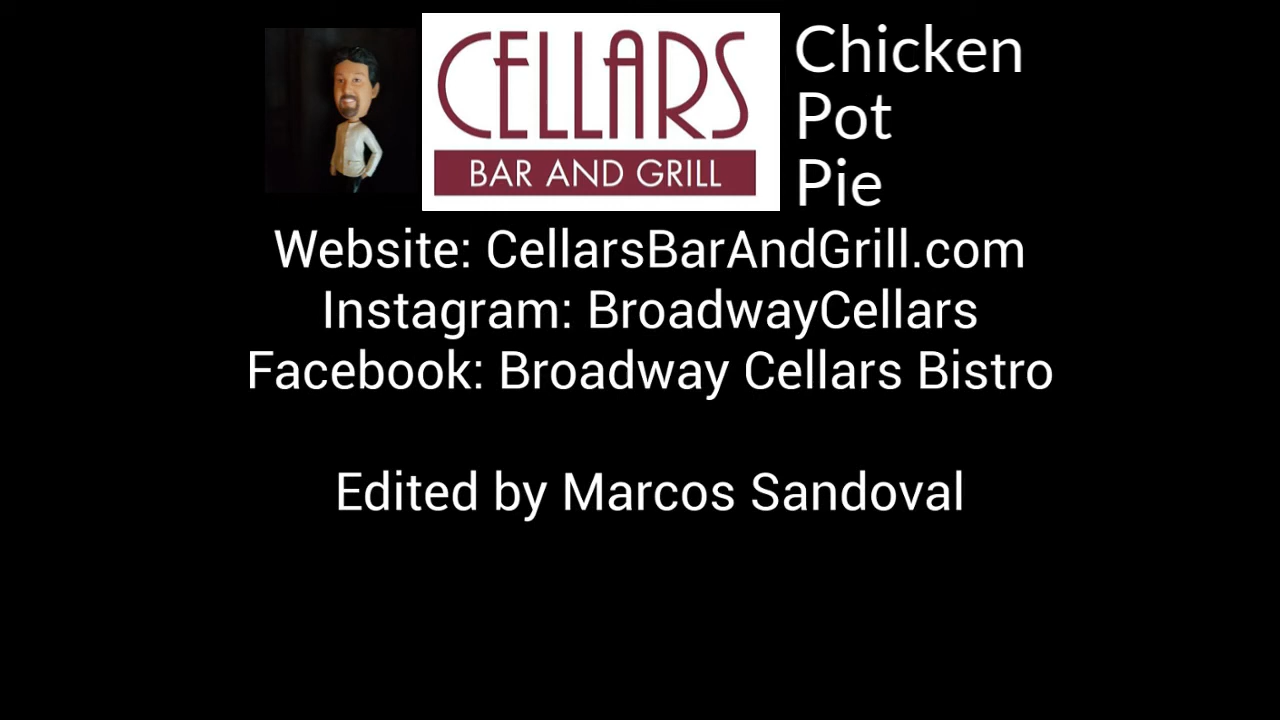 CELLARS
BAR AND GRILL
Chicken
Pot
Pie
Website: CellarsBarAndGrill.com
Instagram: BroadwayCellars
Facebook: Broadway Cellars Bistro
Edited by Marcos Sandoval